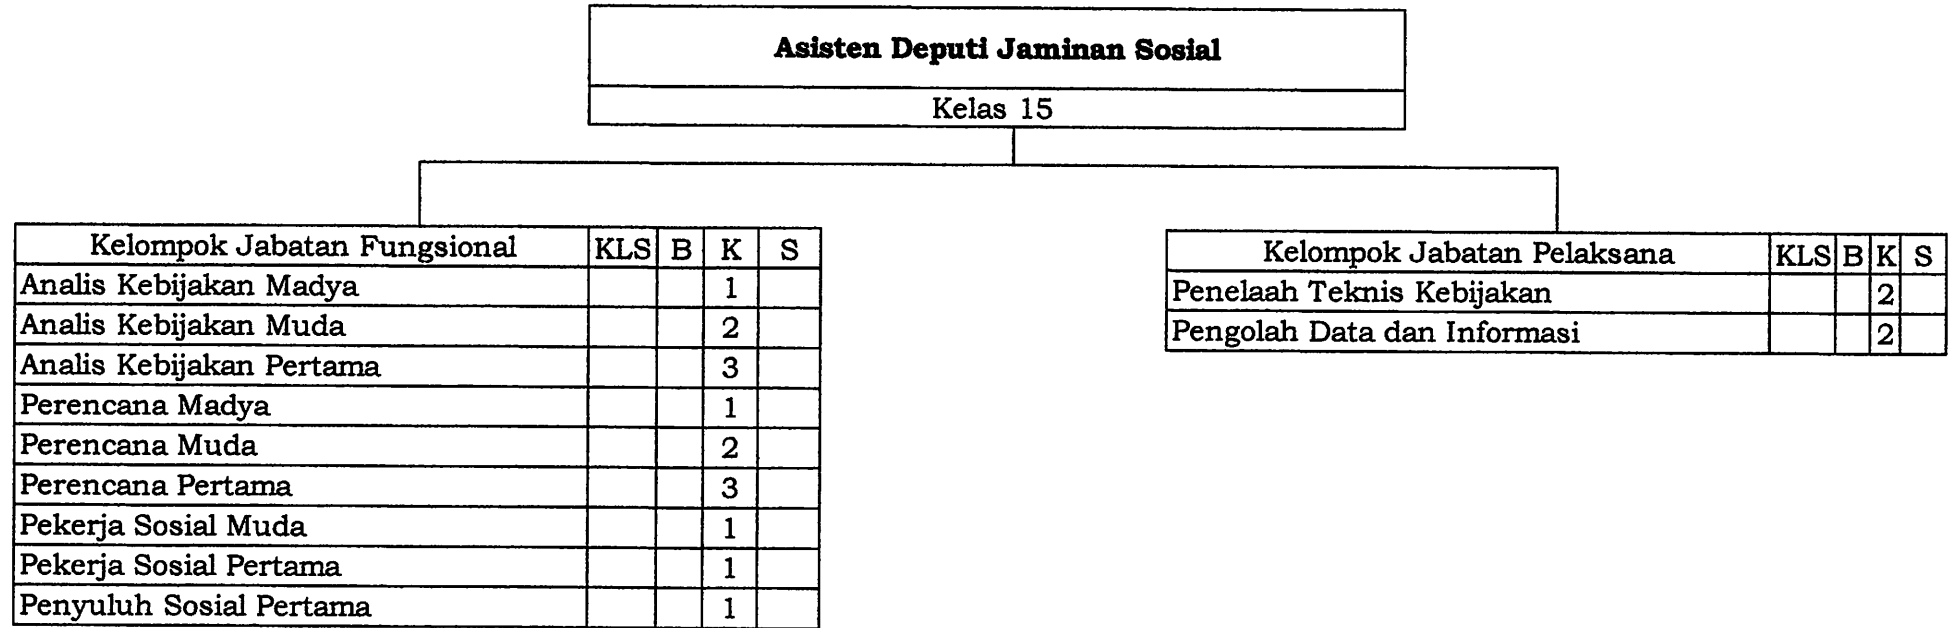 Asisten Deputi Jaminan Sosial
Kelas 15
Kelompok Jabatan Fungsional KLS B K S
Analis Kebijakan Madya 1
Analis Kebijakan Muda 2
Analis Kebijakan Pertama 3
Perencana Madya 1
Perencana Muda 2
Perencana Pertama 3
Pekerja Sosial Muda 1
Pekerja Sosial Pertama 1
Penyuluh Sosial Pertama 1
Kelompok Jabatan Pelaksana KLS B K S
Penelaah Teknis Kebijakan 2
Pengolah Data dan Informasi 2